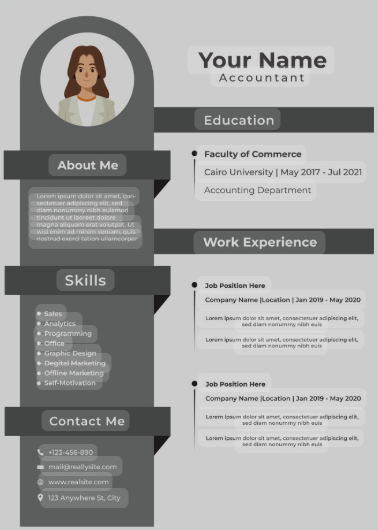 Your Name
Accountant
About Me
Lorem ipsum dolor sit amet, con-
sectetuer adipiscing elit, sed
diam nonummy nibh euismod
tincidunt ut laoreet dolore
magna aliquam erat volutpat. Ut
wisi enim ad minim veniam, quis
nostrud exerci tation ullamcorper
Skills
Sales
Analytics
Programming
Office
Graphic Design
Degital Marketing
Offline Marketing
Self-Motivation
Contact Me
+123-456-890
mail@reallysite.com
www.realsite.com
123 Anywhere St, City
Education
Faculty of Commerce
Cairo University | May 2017 - Jul 2021
Accounting Department
Work Experience
Job Position Here
Company Name |Location | Jan 2019 - May 2020
Lorem ipsum dolor sit amet, consectetuer adipiscing elit,
sed diam nonummy nibh euis
Lorem ipsum dolor sit amet, consectetuer adipiscing elit,
sed diam nonummy nibh euis
Job Position Here
Company Name |Location | Jan 2019 - May 2020
Lorem ipsum dolor sit amet, consectetuer adipiscing elit,
sed diam nonummy nibh euis
Lorem ipsum dolor sit amet, consectetuer adipiscing elit,
sed diam nonummy nibh euis